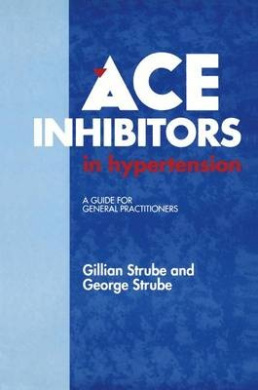 ACE
INHIBITORS
in hypertension
A GUIDE FOR
GENERAL PRACTITIONERS
Gillian Strube and
George Strube